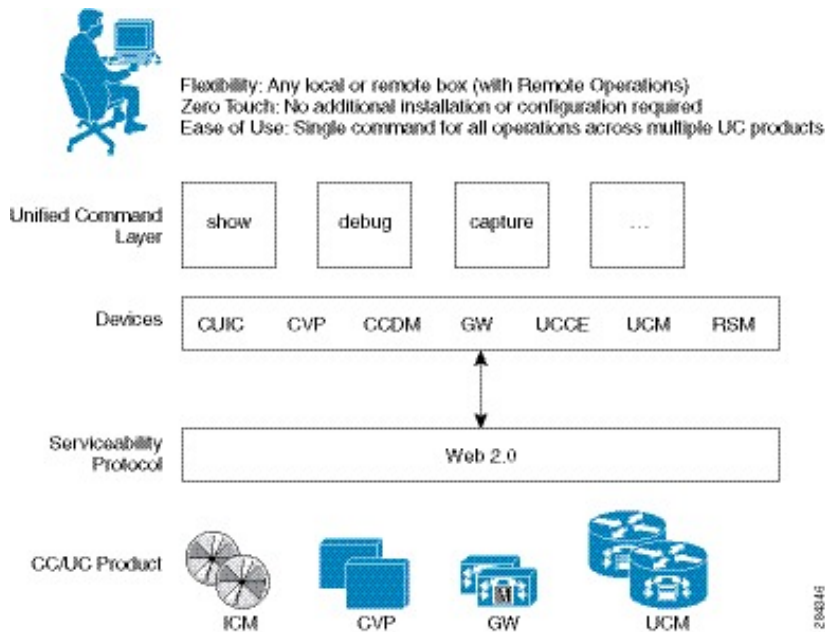 Flexibility: Any local or remote box (with Remote Operations)
Zero Touch: No additional installation or configuration required
Ease of Use: Single command for all operations across multiple UC products
Unified Command
Layer
show
debug
capture
...
Devices
CUIC
CVP
CCDM
GW
UCCE
UCM
RSM
Serviceability
Protocol
Web 2.0
CC/UC Product
M
ICM
CVP
GW
UCM
284346